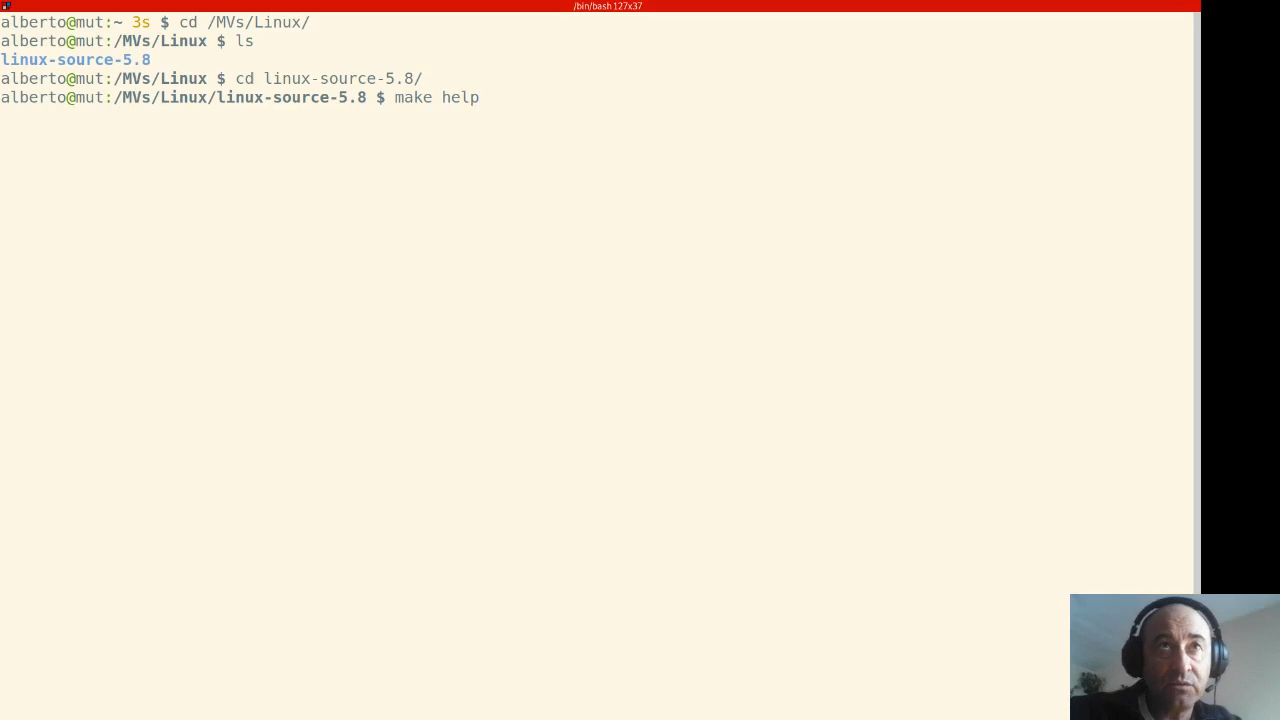 /bin/bash 127x37
alberto@mut:~ 3s $ cd /MVs/Linux/
alberto@mut:/MVs/Linux $ ls
linux-source-5.8
alberto@mut:/MVs/Linux $ cd linux-source-5.8/
alberto@mut:/MVs/Linux/linux-source-5.8 $ make help